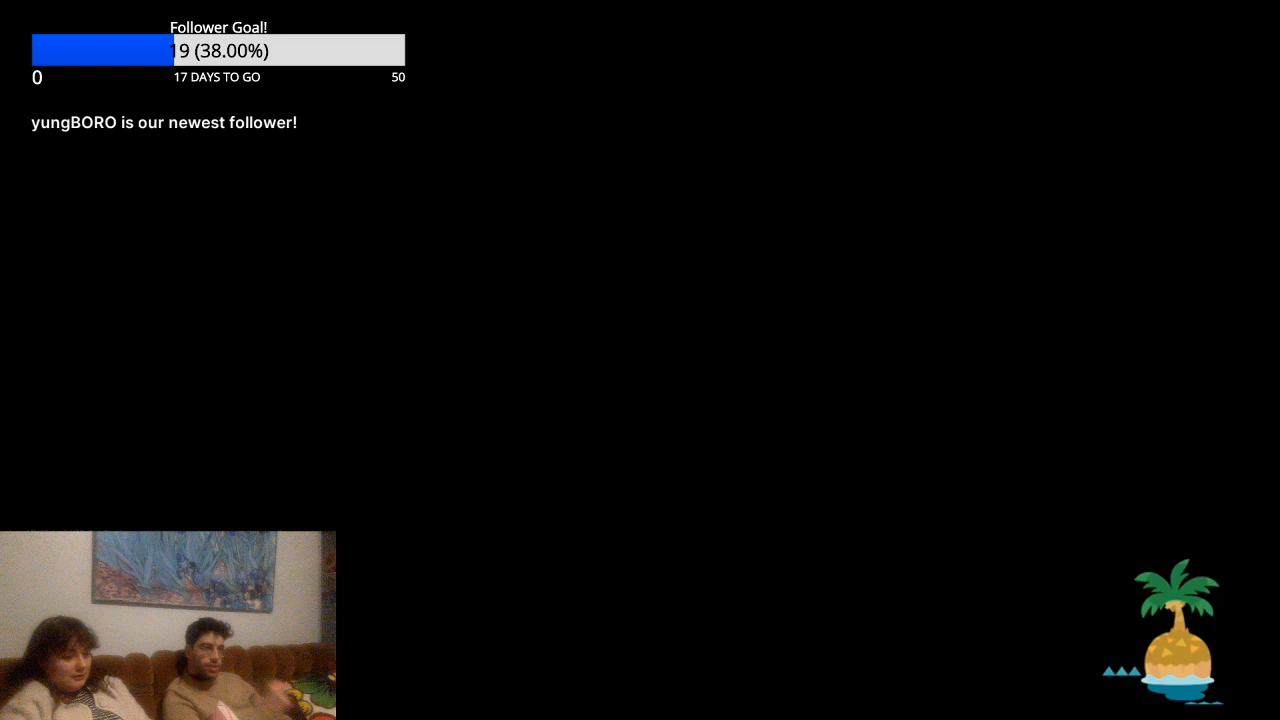 Follower Goal!
19 (38.00%)
0
17 DAYS TO GO
50
yungBORO is our newest follower!